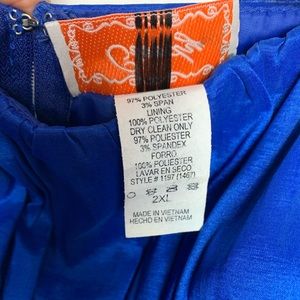 97% POLYESTER
3% SPAN
LINING
100% POLYESTER
DRY CLEAN ONLY
97% POLIESTER
3% SPANDEX
FORRO
100% POLIESTER
LAVAR EN SECO
STYLE # 1197 (1467)
2XL
MADE IN VIETNAM
HECHO EN VIETNAM